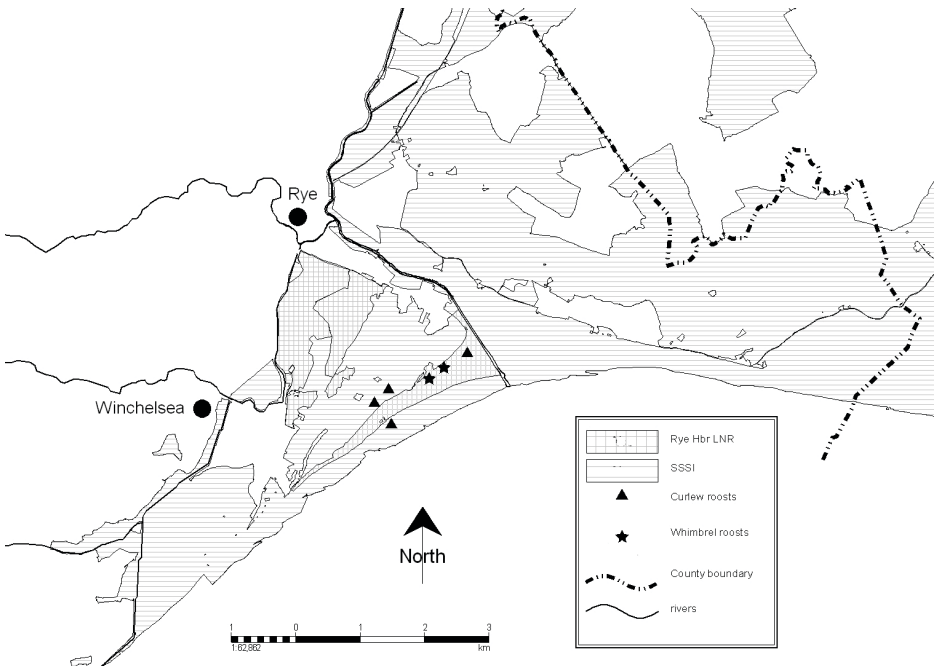 Rye
Winchelsea
Rye Hbr LNR
SSSI
Curlew roosts
Whimbrel roosts
County boundary
rivers
North
1 0 1 2 3
1:62,862 km